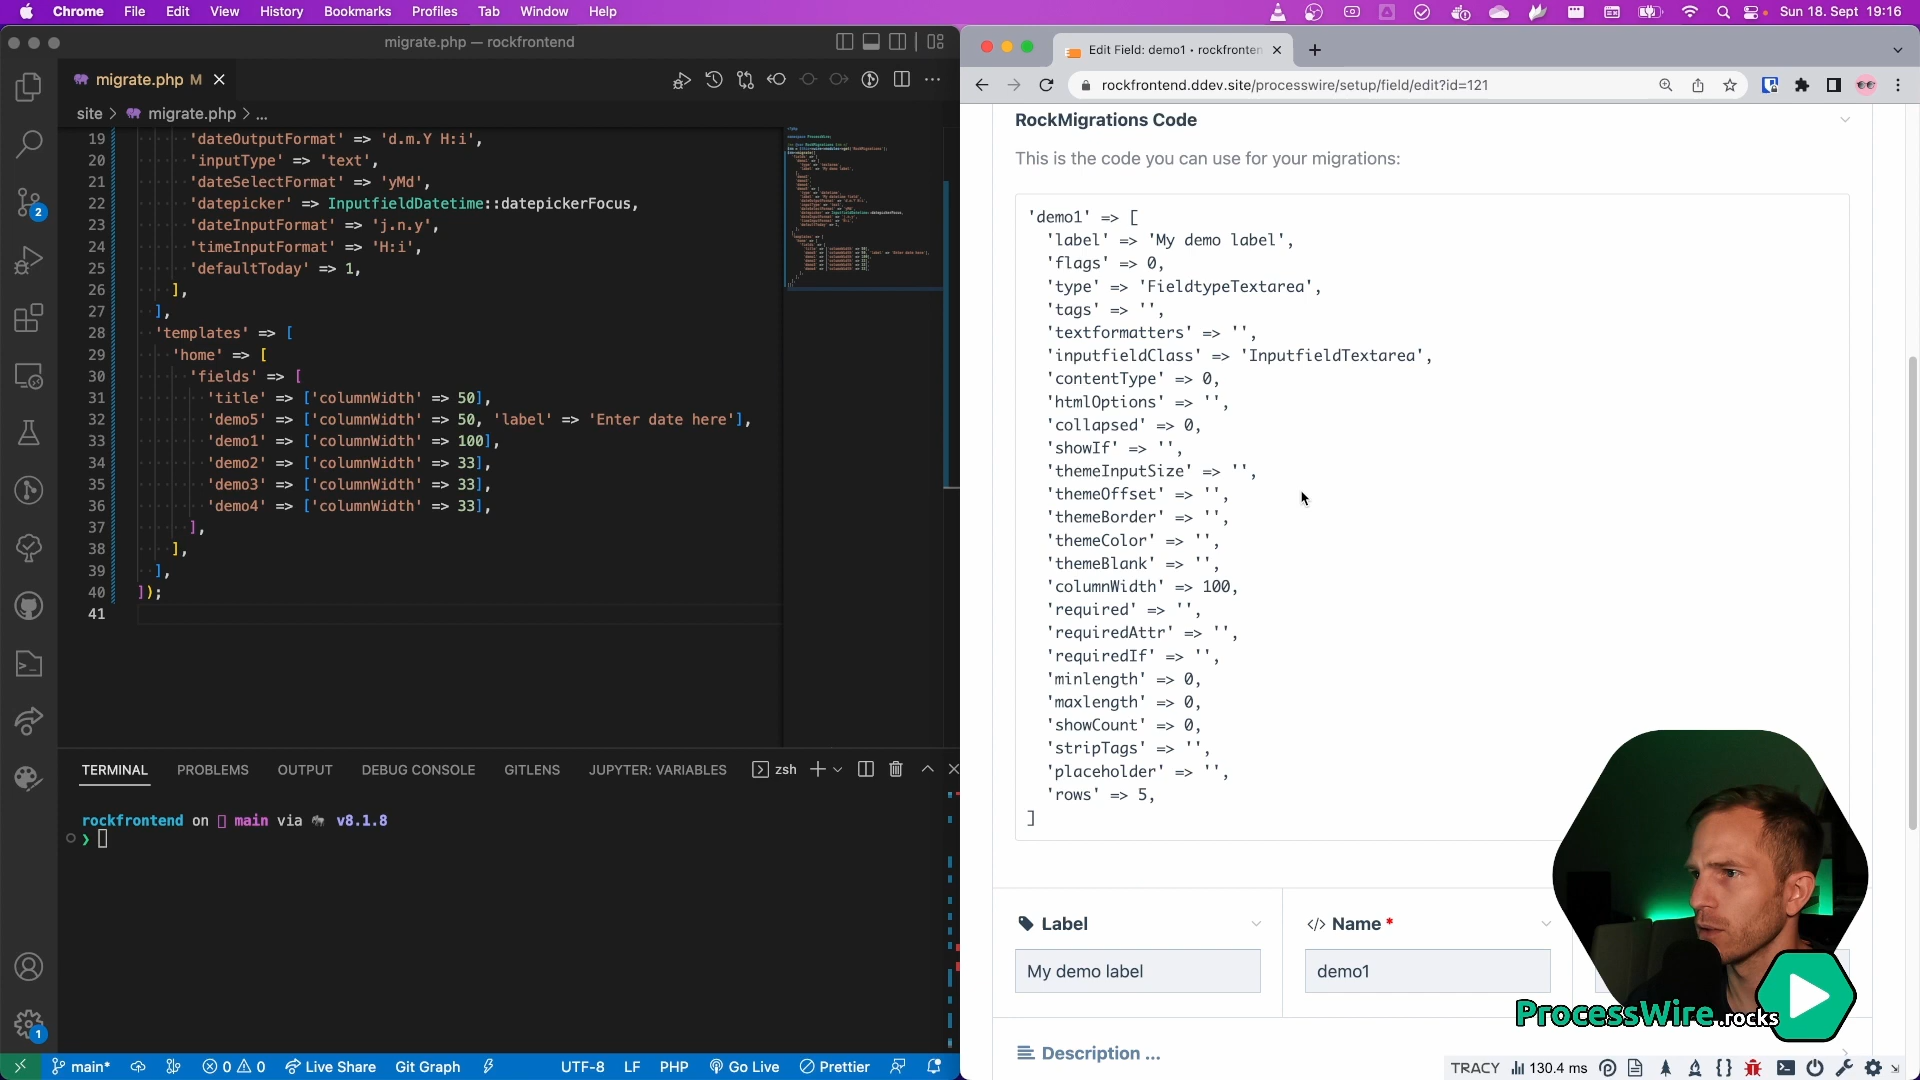 Chrome File Edit View History Bookmarks Profiles Tab Window Help
Sun 18. Sept 19:16
migrate.php — rockfrontend
migrate.php M
site > migrate.php > ...
19 'dateOutputFormat' => 'd.m.Y H:i',
20 'inputType' => 'text',
21 'dateSelectFormat' => 'yMd',
22 'datepicker' => InputfieldDatetime::datepickerFocus,
23 'dateInputFormat' => 'j.n.y',
24 'timeInputFormat' => 'H:i',
25 'defaultToday' => 1,
26 ],
27 ],
28 'templates' => [
29 'home' => [
30 'fields' => [
31 'title' => ['columnWidth' => 50],
32 'demo5' => ['columnWidth' => 50, 'label' => 'Enter date here'],
33 'demo1' => ['columnWidth' => 100],
34 'demo2' => ['columnWidth' => 33],
35 'demo3' => ['columnWidth' => 33],
36 'demo4' => ['columnWidth' => 33],
37 ],
38 ],
39 ],
40 ]);
41
TERMINAL PROBLEMS OUTPUT DEBUG CONSOLE GITLENS JUPYTER: VARIABLES zsh
rockfrontend on main via v8.1.8
❯
2
1
main* 0 0 Live Share Git Graph UTF-8 LF PHP Go Live Prettier
Edit Field: demo1 • rockfronten
rockfrontend.ddev.site/processwire/setup/field/edit?id=121
RockMigrations Code
This is the code you can use for your migrations:
'demo1' => [
'label' => 'My demo label',
'flags' => 0,
'type' => 'FieldtypeTextarea',
'tags' => '',
'textformatters' => '',
'inputfieldClass' => 'InputfieldTextarea',
'contentType' => 0,
'htmlOptions' => '',
'collapsed' => 0,
'showIf' => '',
'themeInputSize' => '',
'themeOffset' => '',
'themeBorder' => '',
'themeColor' => '',
'themeBlank' => '',
'columnWidth' => 100,
'required' => '',
'requiredAttr' => '',
'requiredIf' => '',
'minlength' => 0,
'maxlength' => 0,
'showCount' => 0,
'stripTags' => '',
'placeholder' => '',
'rows' => 5,
]
Label
My demo label
</> Name *
demo1
Description ...
ProcessWire.rocks
TRACY 130.4 ms